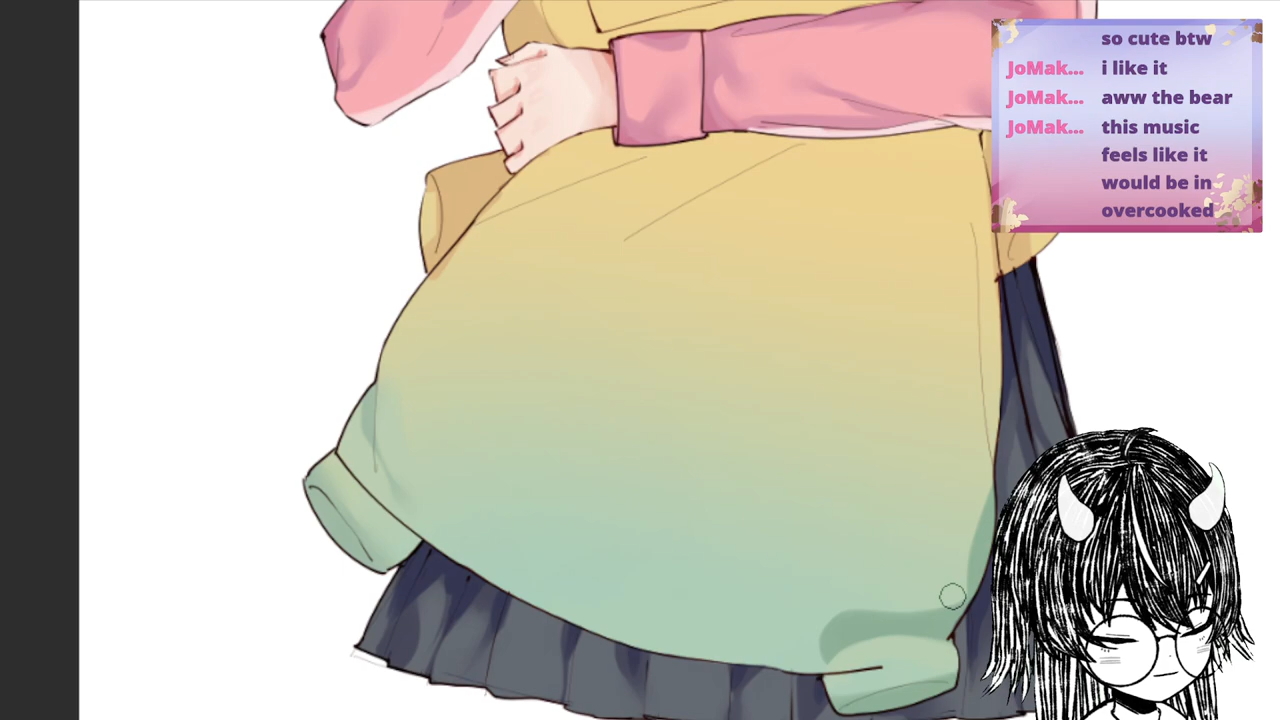 so cute btw
JoMak... i like it
JoMak... aww the bear
JoMak... this music
feels like it
would be in
overcooked